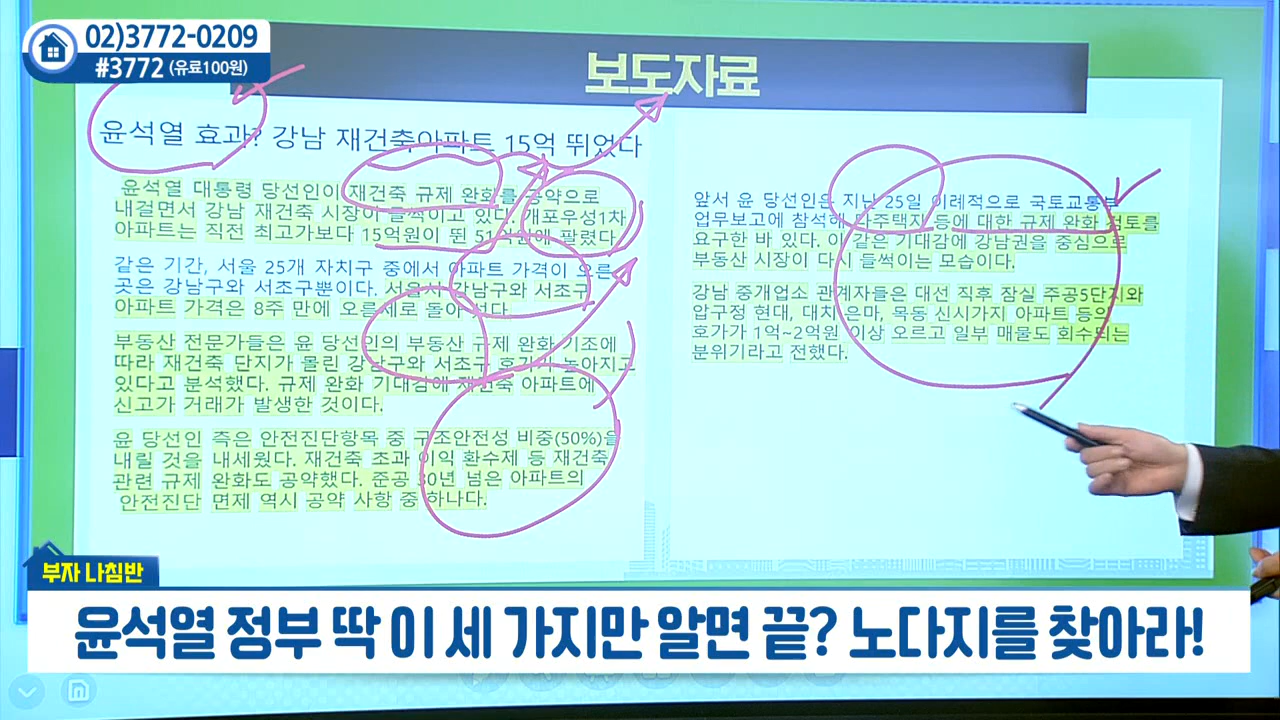 02)3772-0209
#3772 (유료100원)
보도자료
윤석열 효과? 강남 재건축아파트 15억 뛰었다
윤석열 대통령 당선인이 재건축 규제 완화를 공약으로
내걸면서 강남 재건축 시장이 들썩이고 있다. 개포우성1차
아파트는 직전 최고가보다 15억원이 뛴 51억원에 팔렸다.
같은 기간, 서울 25개 자치구 중에서 아파트 가격이 오른
곳은 강남구와 서초구뿐이다. 서울시 강남구와 서초구
아파트 가격은 8주 만에 오름세로 돌아섰다.
부동산 전문가들은 윤 당선인의 부동산 규제 완화 기조에
따라 재건축 단지가 몰린 강남구와 서초구 호가가 높아지고
있다고 분석했다. 규제 완화 기대감에 재건축 아파트에
신고가 거래가 발생한 것이다.
윤 당선인 측은 안전진단항목 중 구조안전성 비중(50%)을
내릴 것을 내세웠다. 재건축 초과 이익 환수제 등 재건축
관련 규제 완화도 공약했다. 준공 30년 넘은 아파트의
안전진단 면제 역시 공약 사항 중 하나다.
앞서 윤 당선인은 지난 25일 이례적으로 국토교통부
업무보고에 참석해 다주택자 등에 대한 규제 완화 검토를
요구한 바 있다. 이 같은 기대감에 강남권을 중심으로
부동산 시장이 다시 들썩이는 모습이다.
강남 중개업소 관계자들은 대선 직후 잠실 주공5단지와
압구정 현대, 대치 은마, 목동 신시가지 아파트 등의
호가가 1억~2억원 이상 오르고 일부 매물도 회수되는
분위기라고 전했다.
부자 나침반
윤석열 정부 딱 이 세 가지만 알면 끝? 노다지를 찾아라!